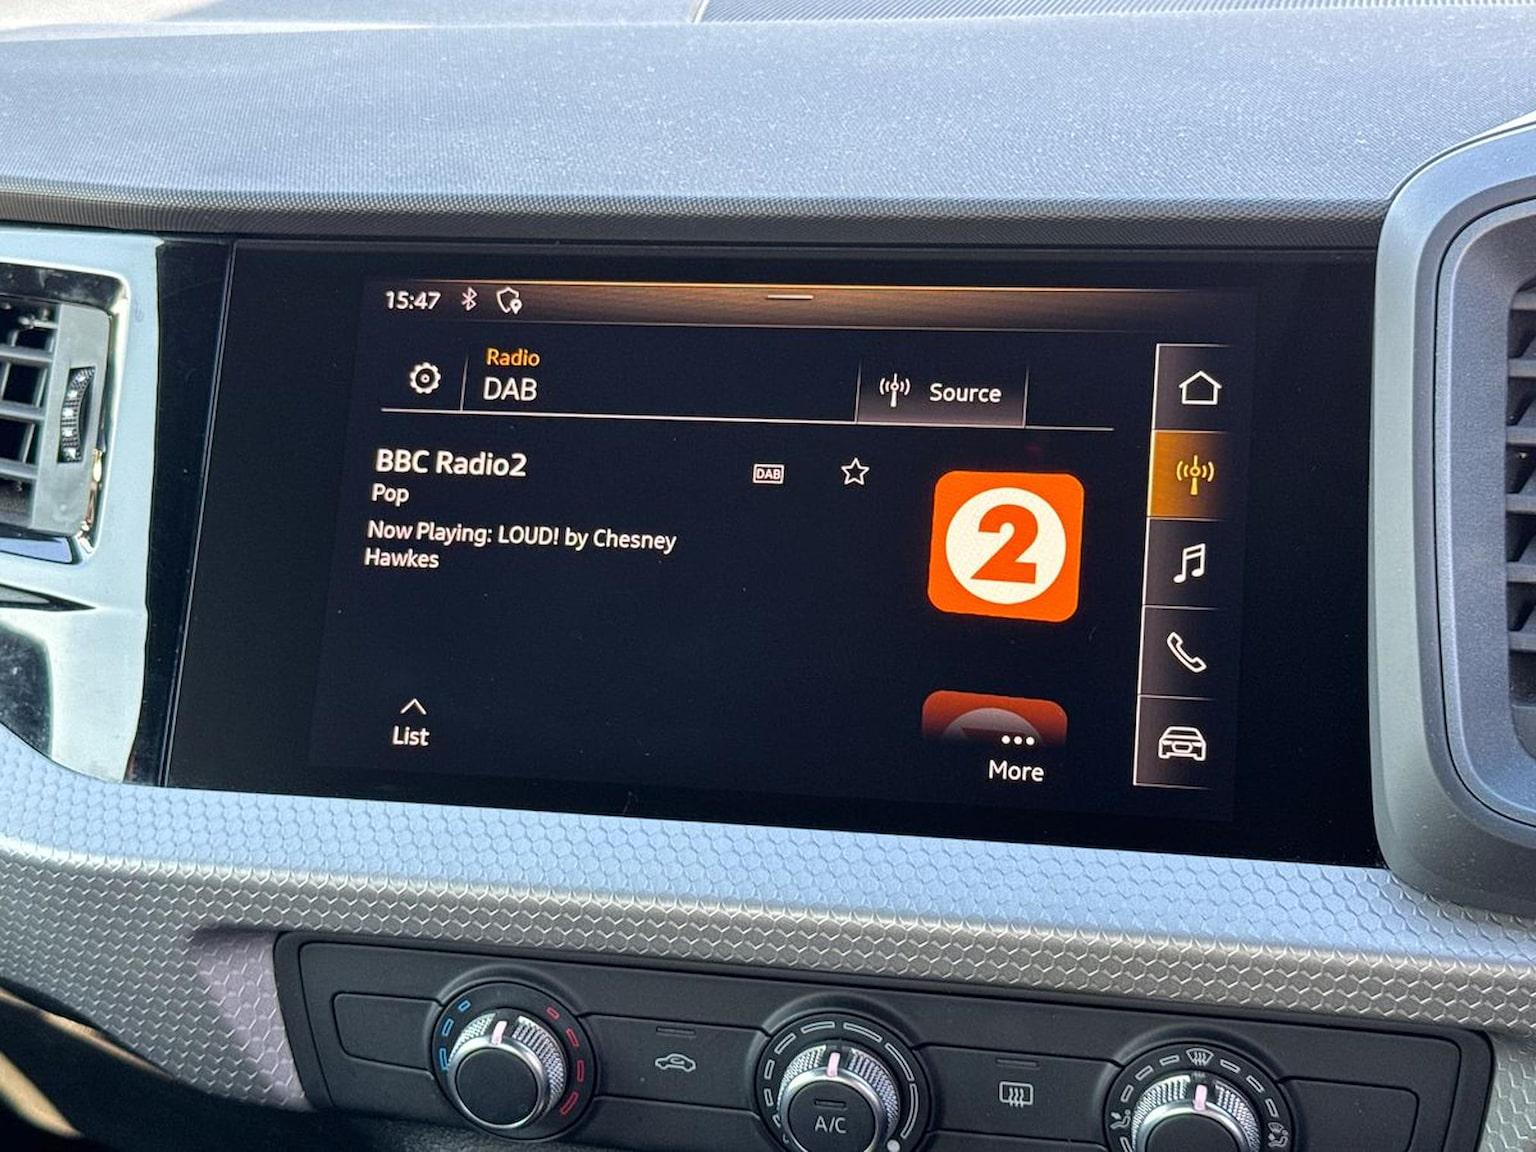 15:47
Radio
DAB
Source
BBC Radio2
DAB
Pop
Now Playing: LOUD! by Chesney
Hawkes
2
List
More
A/C